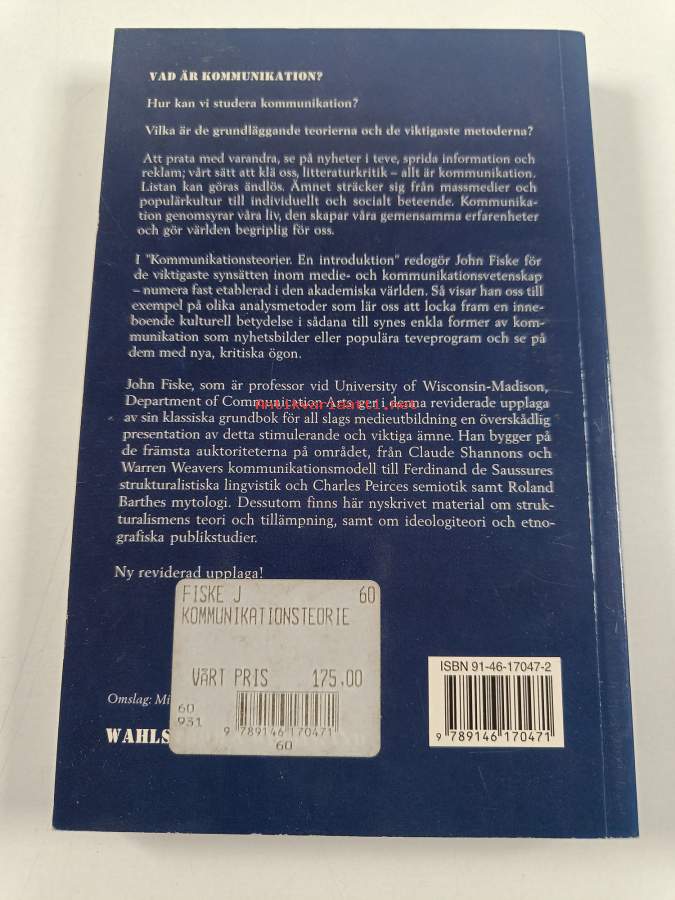 VAD ÄR KOMMUNIKATION?
Hur kan vi studera kommunikation?
Vilka är de grundläggande teorierna och de viktigaste metoderna?
Att prata med varandra, se på nyheter i teve, sprida information och
reklam; vårt sätt att klä oss, litteraturkritik – allt är kommunikation.
Listan kan göras ändlös. Ämnet sträcker sig från massmedier och
populärkultur till individuellt och socialt beteende. Kommunika-
tion genomsyrar våra liv, den skapar våra gemensamma erfarenheter
och gör världen begriplig för oss.
I "Kommunikationsteorier. En introduktion" redogör John Fiske för
de viktigaste synsätten inom medie- och kommunikationsvetenskap
– numera fast etablerad i den akademiska världen. Så visar han oss till
exempel på olika analysmetoder som lär oss att locka fram en inne-
boende kulturell betydelse i sådana till synes enkla former av kom-
munikation som nyhetsbilder eller populära teveprogram och se på
dem med nya, kritiska ögon.
John Fiske, som är professor vid University of Wisconsin-Madison,
Department of Communication Arts ger i denna reviderade upplaga
Antikvariaatti.net
av sin klassiska grundbok för all slags medieutbildning en överskådlig
presentation av detta stimulerande och viktiga ämne. Han bygger på
de främsta auktoriteterna på området, från Claude Shannons och
Warren Weavers kommunikationsmodell till Ferdinand de Saussures
strukturalistiska lingvistik och Charles Peirces semiotik samt Roland
Barthes mytologi. Dessutom finns här nyskrivet material om struk-
turalismens teori och tillämpning, samt om ideologiteori och etno-
grafiska publikstudier.
Ny reviderad upplaga!
FISKE J 60
KOMMUNIKATIONSTEORIE
VÅRT PRIS 175.00
60
931
9 789146 170471
60
Omslag: Mi
WAHLS
ISBN 91-46-17047-2
9 789146 170471